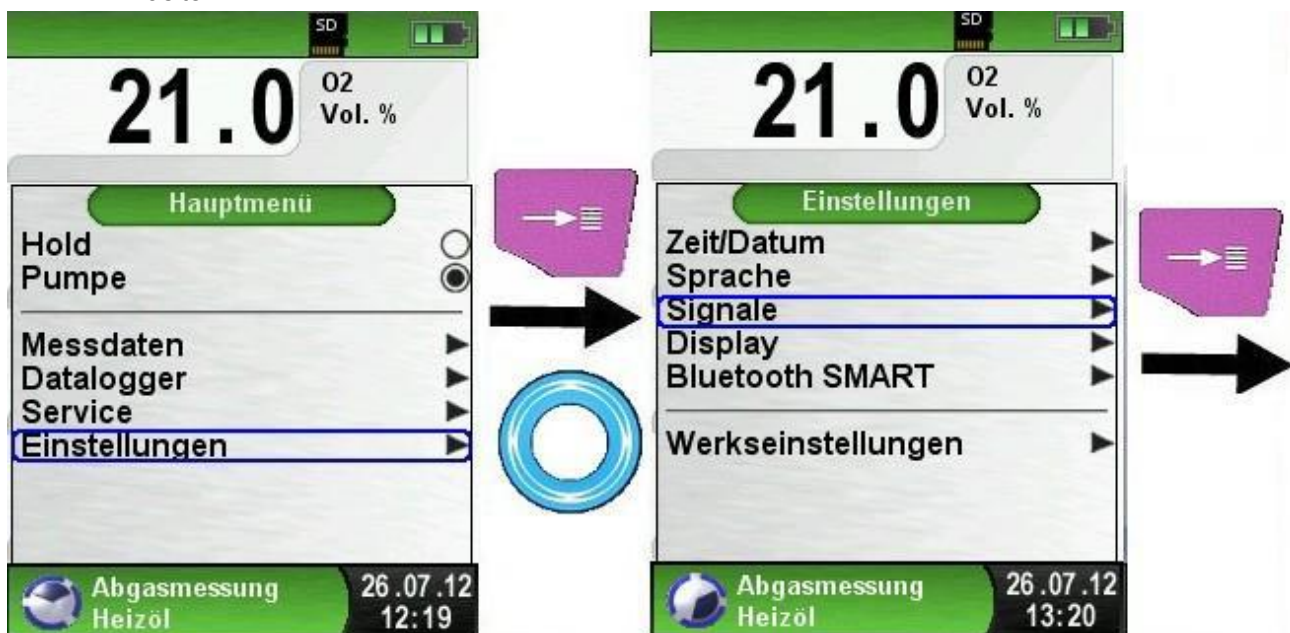 SD
21.0 O2
Vol. %
Hauptmenü
Hold
Pumpe
Messdaten
Datalogger
Service
Einstellungen
Abgasmessung 26.07.12
Heizöl 12:19
SD
21.0 O2
Vol. %
Einstellungen
Zeit/Datum
Sprache
Signale
Display
Bluetooth SMART
Werkseinstellungen
Abgasmessung 26.07.12
Heizöl 13:20